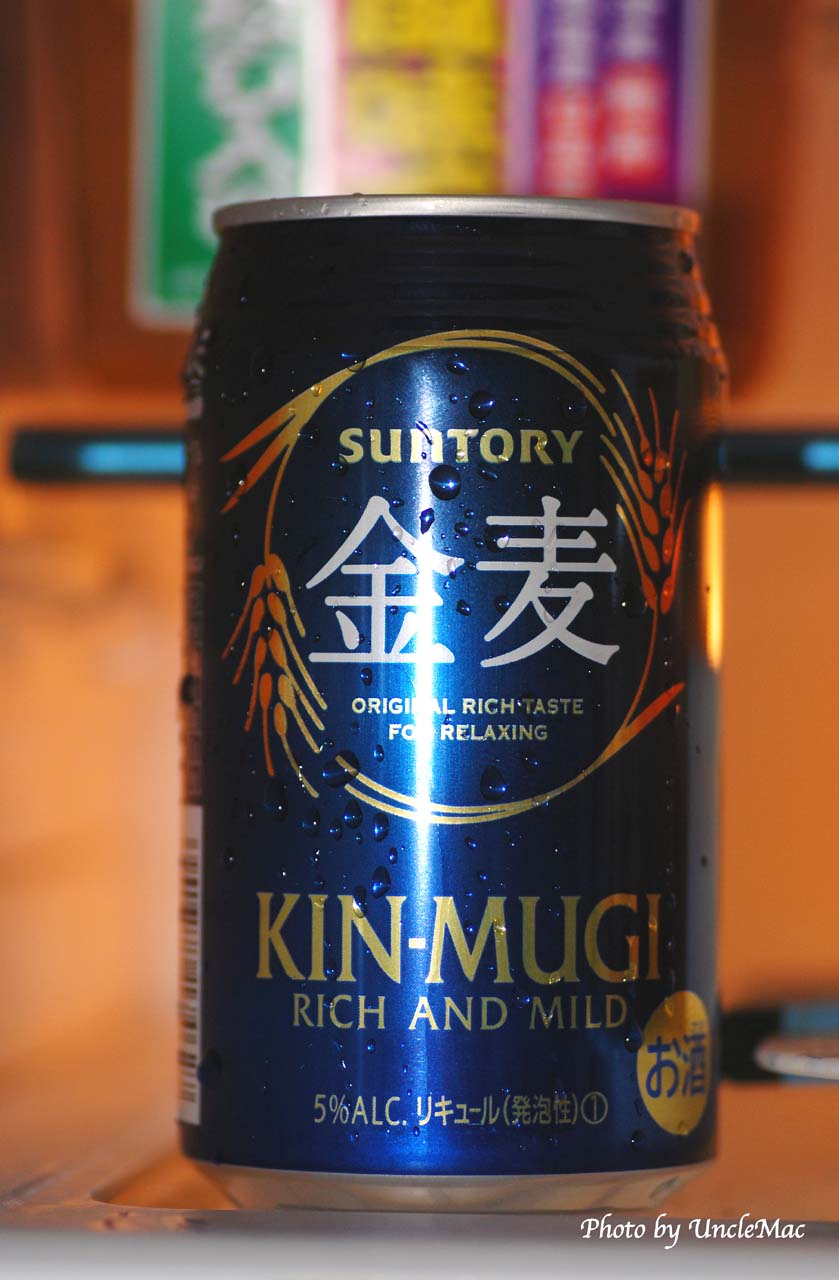 SUNTORY
金麦
ORIGINAL RICH TASTE
FOR RELAXING
KIN-MUGI
RICH AND MILD
お酒
5%ALC. リキュール(発泡性)①
Photo by UncleMac